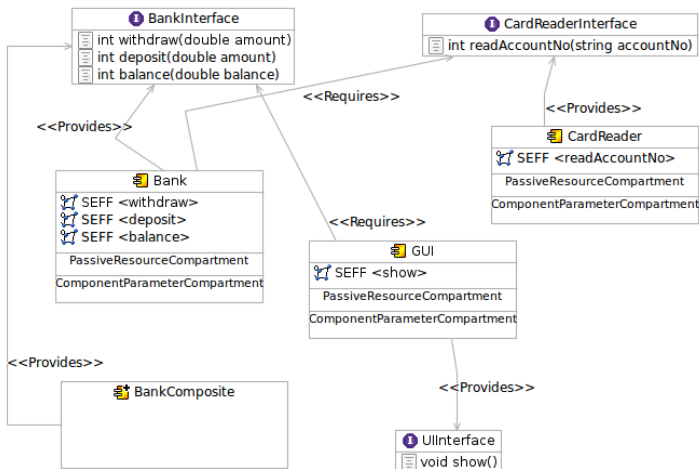 BankInterface
int withdraw(double amount)
int deposit(double amount)
int balance(double balance)
CardReaderInterface
int readAccountNo(string accountNo)
<<Provides>>
<<Requires>>
<<Provides>>
CardReader
SEFF <readAccountNo>
PassiveResourceCompartment
ComponentParameterCompartment
Bank
SEFF <withdraw>
SEFF <deposit>
SEFF <balance>
PassiveResourceCompartment
ComponentParameterCompartment
<<Requires>>
GUI
SEFF <show>
PassiveResourceCompartment
ComponentParameterCompartment
<<Provides>>
BankComposite
<<Provides>>
UIInterface
void show()